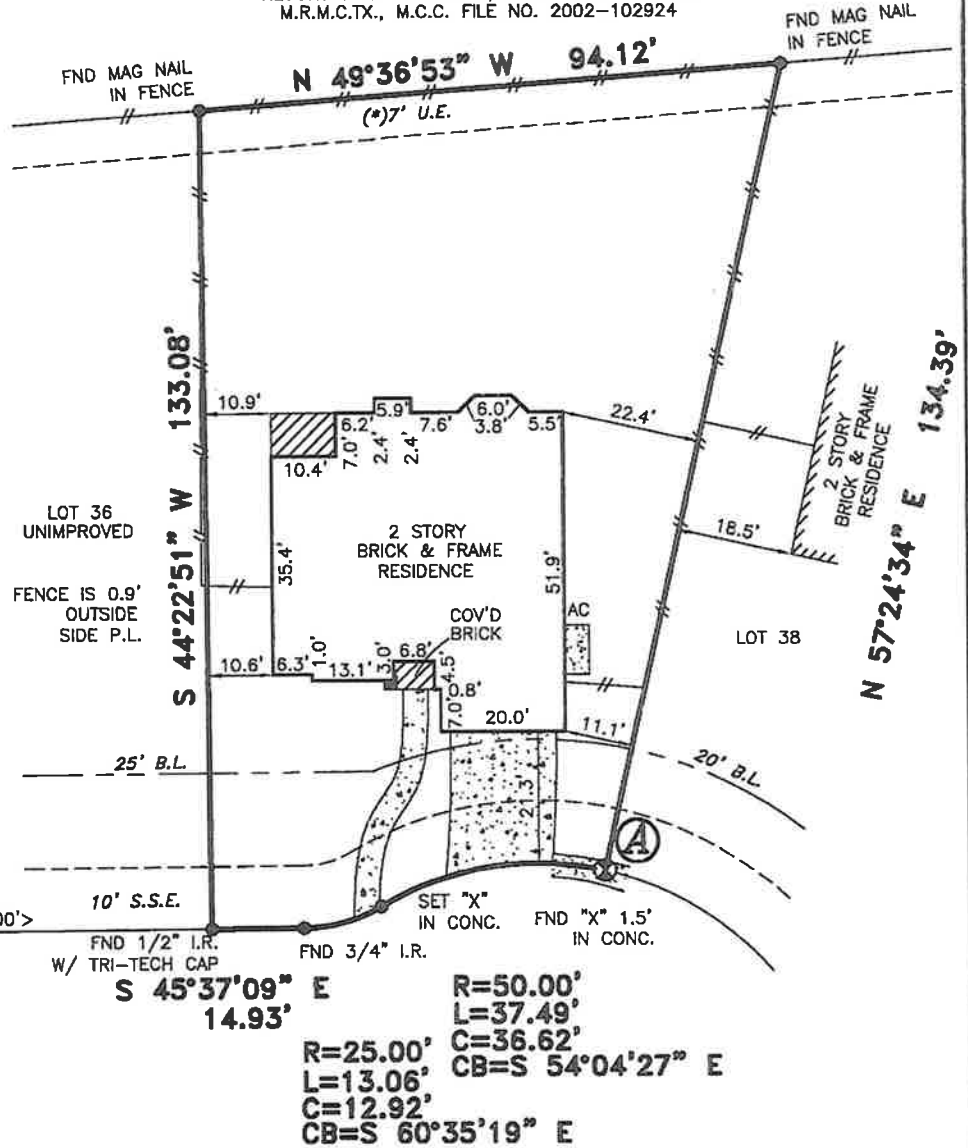 M.R.M.C.TX., M.C.C. FILE NO. 2002-102924
FND MAG NAIL
IN FENCE
N 49°36'53" W 94.12'
FND MAG NAIL
IN FENCE
(*)7' U.E.
S 44°22'51" W 133.08'
10.9'
5.9'
6.2'
7.6'
6.0'
3.8'
5.5'
22.4'
10.4'
7.0'
2.4'
2.4'
2 STORY
BRICK & FRAME
RESIDENCE
N 57°24'34" E 134.39'
LOT 36
UNIMPROVED
2 STORY
BRICK & FRAME
RESIDENCE
18.5'
35.4'
51.9'
FENCE IS 0.9'
OUTSIDE
SIDE P.L.
COV'D
BRICK
AC
LOT 38
10.6'
6.3'
1.0'
13.1'
3.0'
6.8'
4.5
0.8'
7.0'
20.0'
11.1'
25' B.L.
20' B.L.
21.3'
A
10' S.S.E.
SET "X"
IN CONC.
FND "X" 1.5'
IN CONC.
00'>
FND 1/2" I.R.
W/ TRI-TECH CAP
FND 3/4" I.R.
S 45°37'09" E
14.93'
R=50.00'
L=37.49'
C=36.62'
CB=S 54°04'27" E
R=25.00'
L=13.06'
C=12.92'
CB=S 60°35'19" E